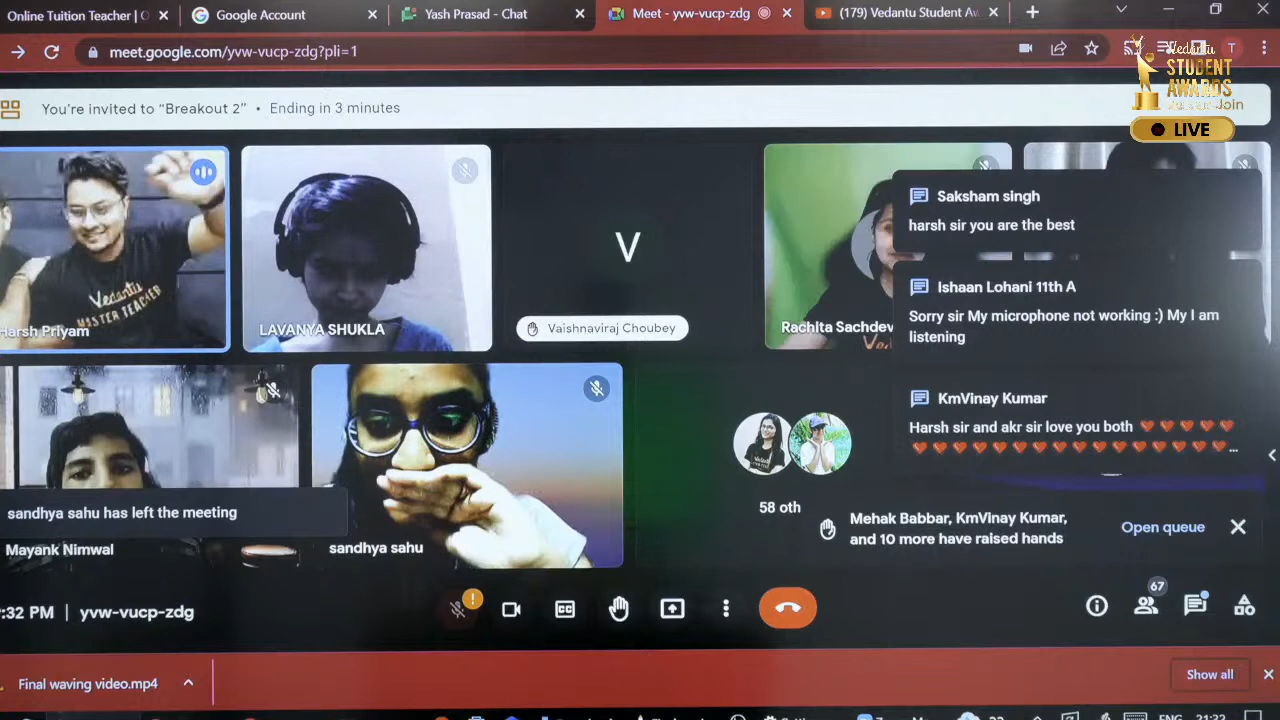 Online Tuition Teacher | O
Google Account
Yash Prasad - Chat
Meet - yvw-vucp-zdg
(179) Vedantu Student Aw
meet.google.com/yvw-vucp-zdg?pli=1
T
Vedantu
STUDENT
AWARDS
Join
LIVE
You're invited to “Breakout 2” • Ending in 3 minutes
Vedantu
MASTER TEACHER
Harsh Priyam
LAVANYA SHUKLA
V
Vaishnaviraj Choubey
Rachita Sachdev
Saksham singh
harsh sir you are the best
Ishaan Lohani 11th A
Sorry sir My microphone not working :) My I am
listening
KmVinay Kumar
Harsh sir and akr sir love you both ❤❤❤❤❤
❤❤❤❤❤❤❤❤❤❤❤❤❤❤❤❤...
sandhya sahu has left the meeting
Mayank Nimwal
sandhya sahu
58 oth
Mehak Babbar, KmVinay Kumar,
and 10 more have raised hands
Open queue
:32 PM | yvw-vucp-zdg
67
Final waving video.mp4
Show all